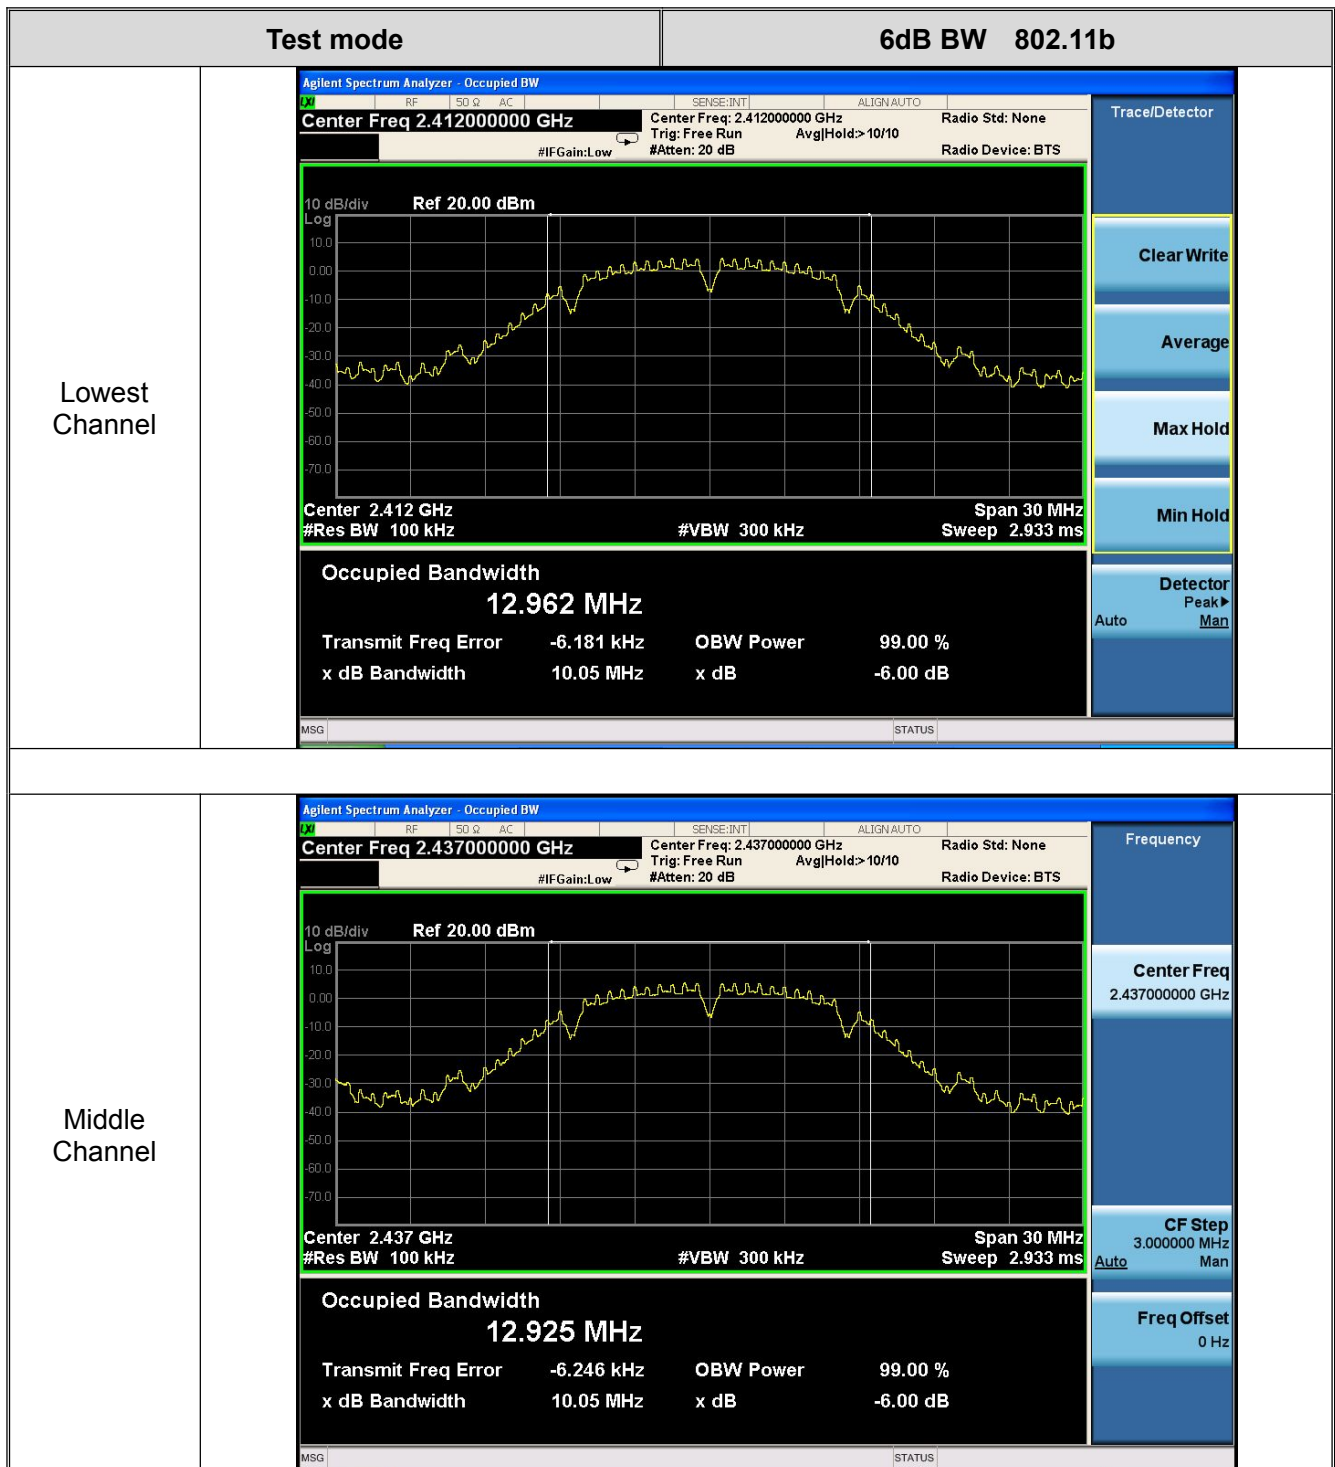 Test mode 6dB BW 802.11b
Lowest
Channel
Agilent Spectrum Analyzer - Occupied BW
LXI RF 50 Ω AC SENSE:INT ALIGN AUTO
Center Freq 2.412000000 GHz
Center Freq: 2.412000000 GHz Radio Std: None
Trig: Free Run Avg|Hold:> 10/10
#IFGain:Low #Atten: 20 dB Radio Device: BTS
10 dB/div Ref 20.00 dBm
Log
10.0
0.00
-10.0
-20.0
-30.0
-40.0
-50.0
-60.0
-70.0
Center 2.412 GHz Span 30 MHz
#Res BW 100 kHz #VBW 300 kHz Sweep 2.933 ms
Occupied Bandwidth
12.962 MHz
Transmit Freq Error -6.181 kHz OBW Power 99.00 %
x dB Bandwidth 10.05 MHz x dB -6.00 dB
MSG STATUS
Trace/Detector
Clear Write
Average
Max Hold
Min Hold
Detector
Peak▶
Auto Man
Middle
Channel
Agilent Spectrum Analyzer - Occupied BW
LXI RF 50 Ω AC SENSE:INT ALIGN AUTO
Center Freq 2.437000000 GHz
Center Freq: 2.437000000 GHz Radio Std: None
Trig: Free Run Avg|Hold:> 10/10
#IFGain:Low #Atten: 20 dB Radio Device: BTS
10 dB/div Ref 20.00 dBm
Log
10.0
0.00
-10.0
-20.0
-30.0
-40.0
-50.0
-60.0
-70.0
Center 2.437 GHz Span 30 MHz
#Res BW 100 kHz #VBW 300 kHz Sweep 2.933 ms
Occupied Bandwidth
12.925 MHz
Transmit Freq Error -6.246 kHz OBW Power 99.00 %
x dB Bandwidth 10.05 MHz x dB -6.00 dB
MSG STATUS
Frequency
Center Freq
2.437000000 GHz
CF Step
3.000000 MHz
Auto Man
Freq Offset
0 Hz